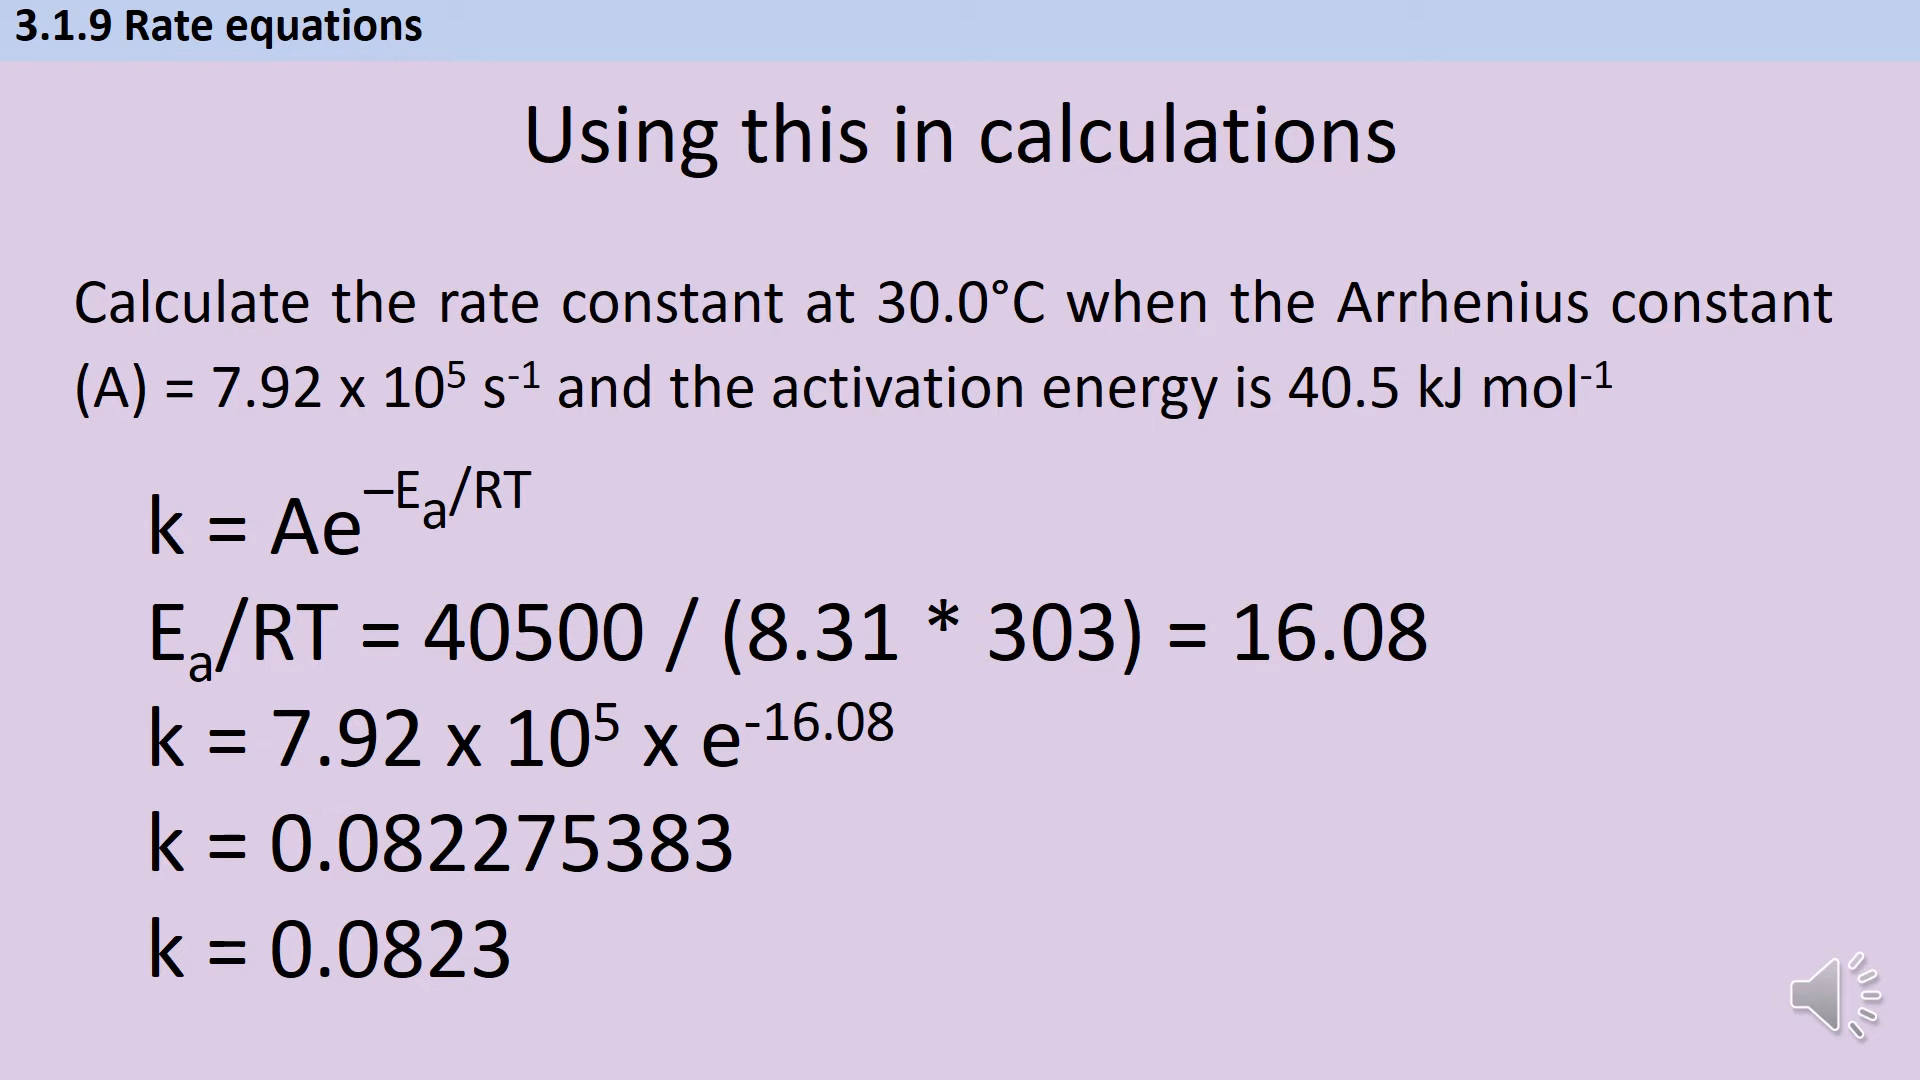 3.1.9 Rate equations
Using this in calculations
Calculate the rate constant at 30.0°C when the Arrhenius constant
(A) = 7.92 x 10⁵ s⁻¹ and the activation energy is 40.5 kJ mol⁻¹
k = Ae^–Eₐ/RT
Eₐ/RT = 40500 / (8.31 * 303) = 16.08
k = 7.92 x 10⁵ x e^-16.08
k = 0.082275383
k = 0.0823